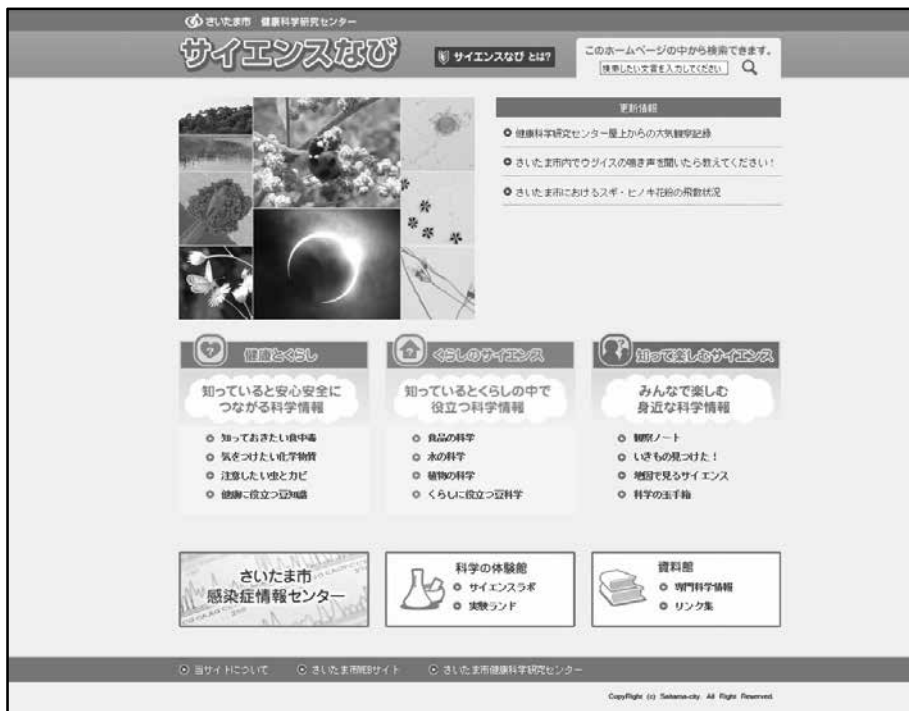 さいたま市 健康科学研究センター
サイエンスなび
サイエンスなび とは?
このホームページの中から検索できます。
検索したい文言を入力してください
更新情報
健康科学研究センター屋上からの大気観察記録
さいたま市内でウグイスの鳴き声を聞いたら教えてください!
さいたま市におけるスギ・ヒノキ花粉の飛散状況
健康とくらし
知っていると安心安全に
つながる科学情報
知っておきたい食中毒
気をつけたい化学物質
注意したい虫とカビ
健康に役立つ豆知識
くらしのサイエンス
知っているとくらしの中で
役立つ科学情報
食品の科学
水の科学
植物の科学
くらしに役立つ豆科学
知って楽しむサイエンス
みんなで楽しむ
身近な科学情報
観察ノート
いきもの見つけた!
地図で見るサイエンス
科学の玉手箱
さいたま市
感染症情報センター
科学の体験館
サイエンスラボ
実験ランド
資料館
専門科学情報
リンク集
当サイトについて
さいたま市WEBサイト
さいたま市健康科学研究センター
CopyRight (c) Saitama-city. All Right Reserved.